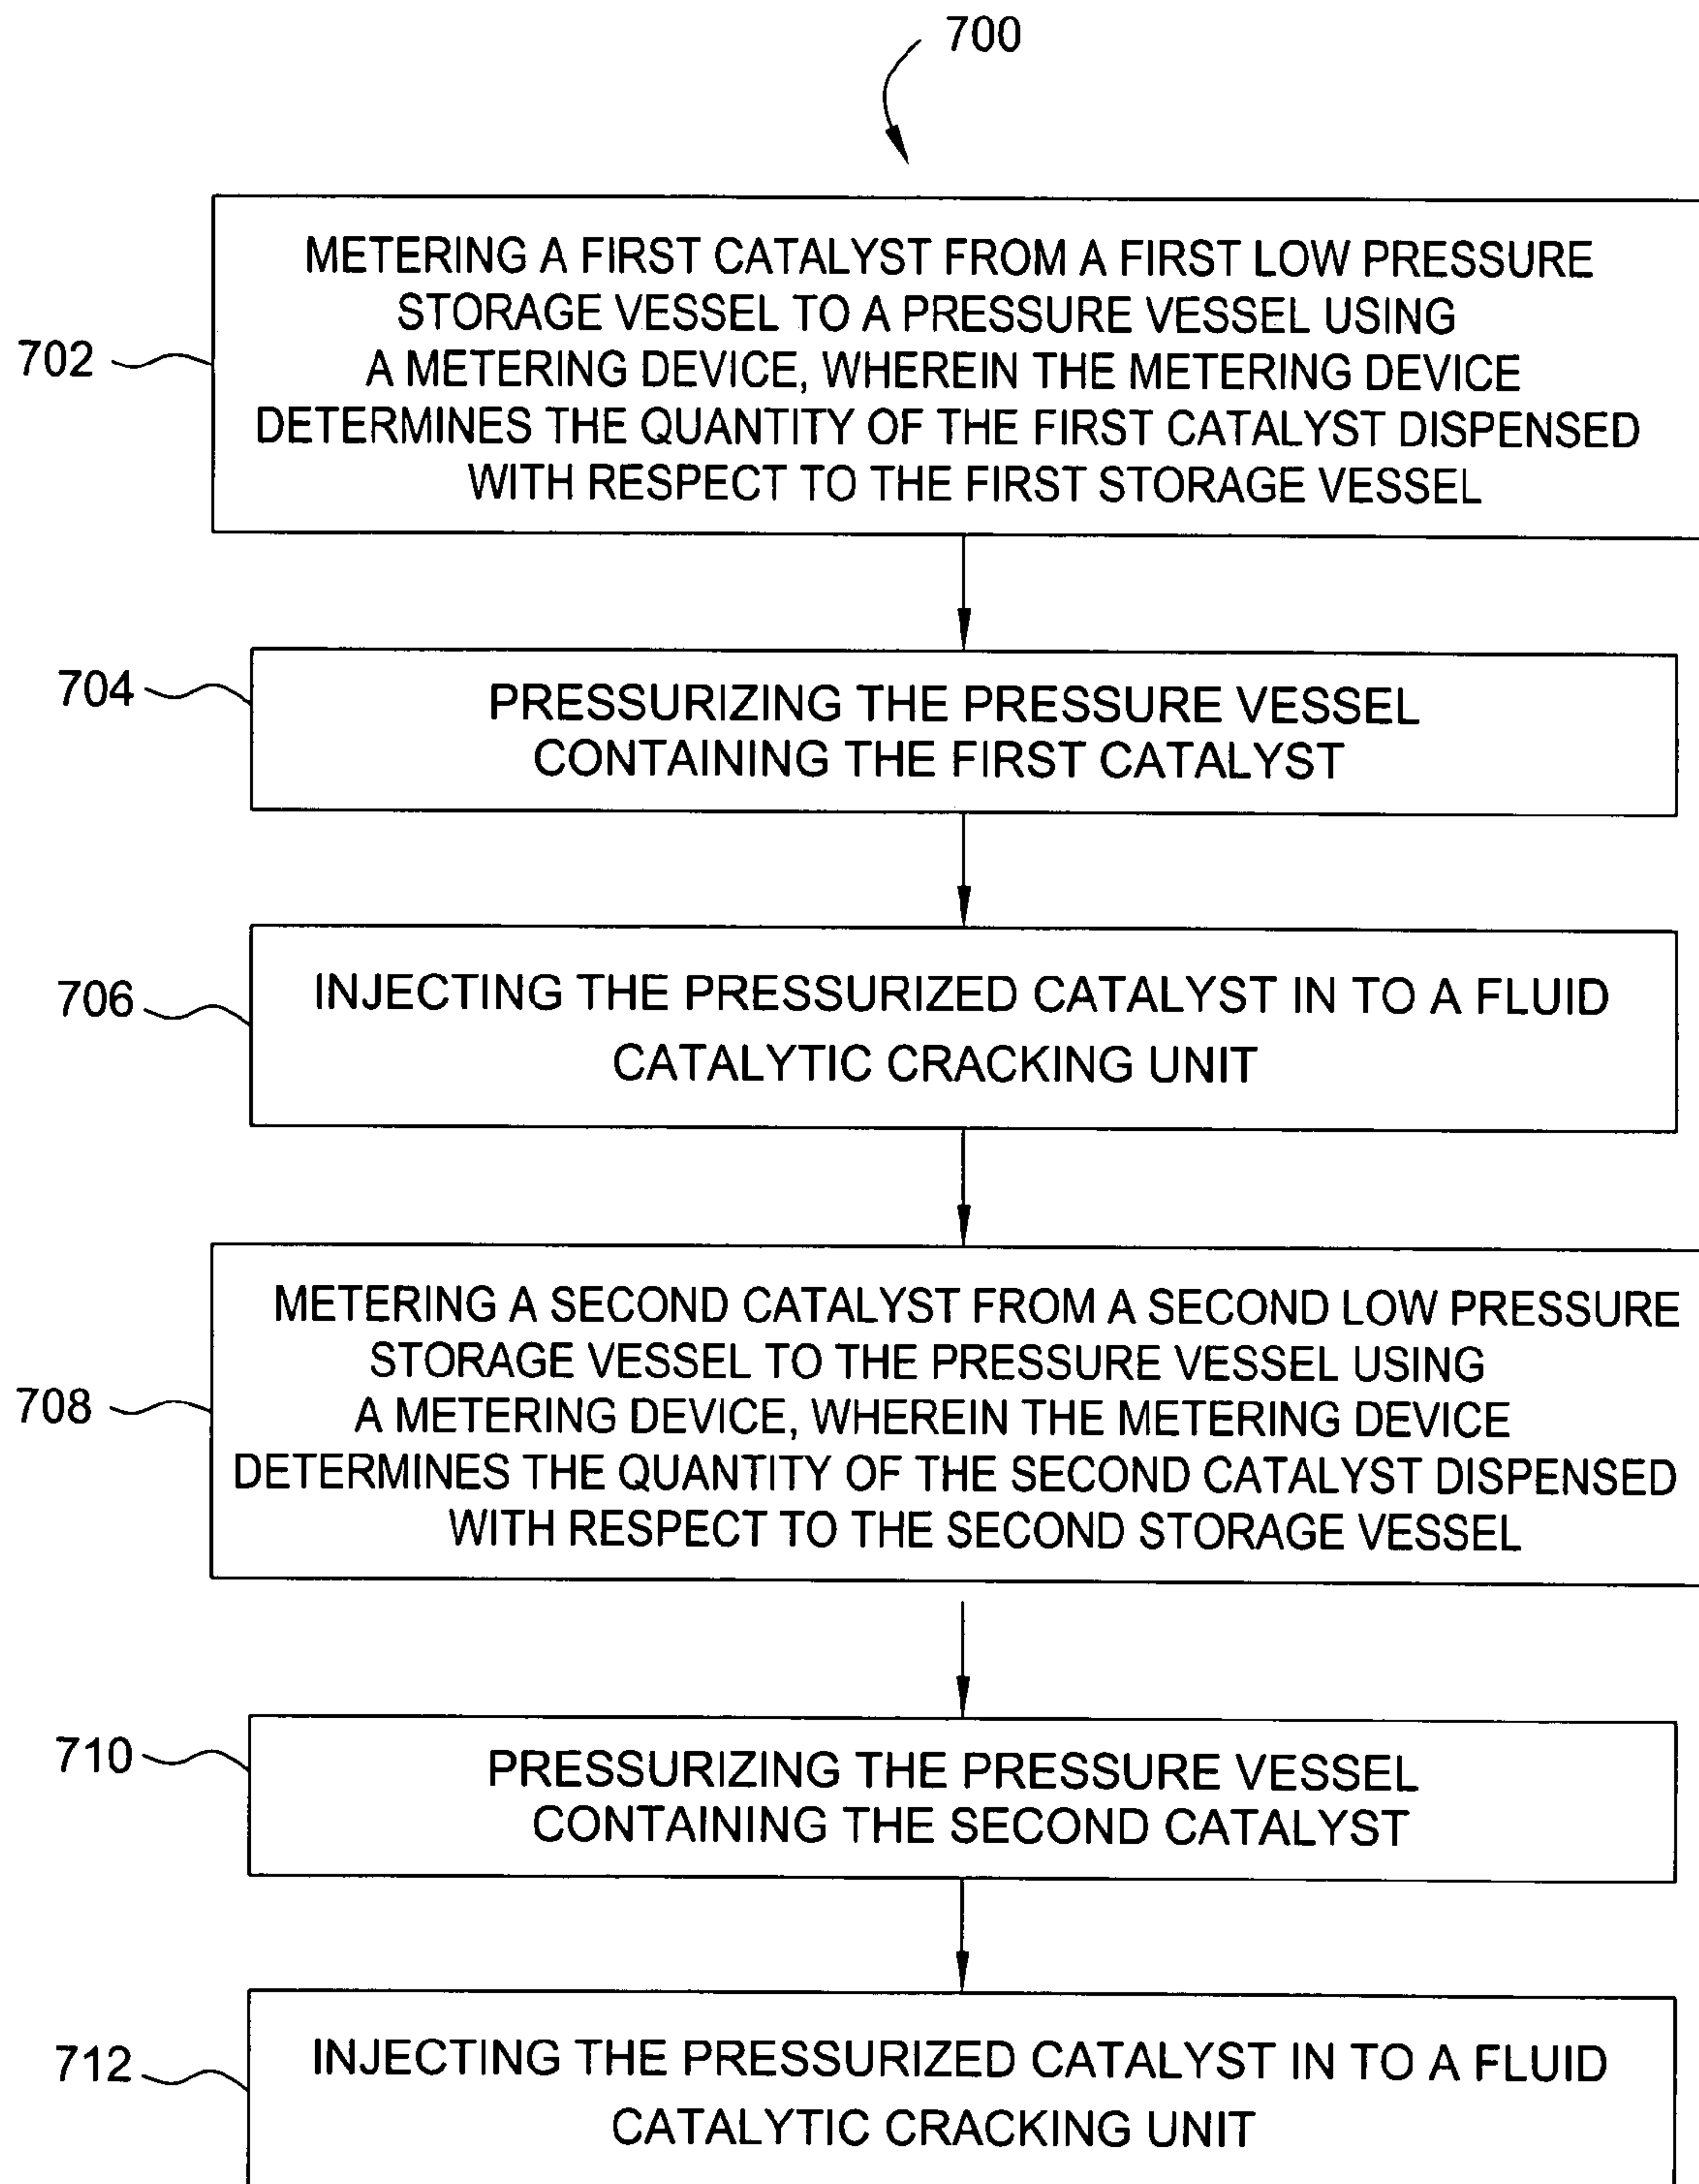 700
702
METERING A FIRST CATALYST FROM A FIRST LOW PRESSURE
STORAGE VESSEL TO A PRESSURE VESSEL USING
A METERING DEVICE, WHEREIN THE METERING DEVICE
DETERMINES THE QUANTITY OF THE FIRST CATALYST DISPENSED
WITH RESPECT TO THE FIRST STORAGE VESSEL
704
PRESSURIZING THE PRESSURE VESSEL
CONTAINING THE FIRST CATALYST
706
INJECTING THE PRESSURIZED CATALYST IN TO A FLUID
CATALYTIC CRACKING UNIT
708
METERING A SECOND CATALYST FROM A SECOND LOW PRESSURE
STORAGE VESSEL TO THE PRESSURE VESSEL USING
A METERING DEVICE, WHEREIN THE METERING DEVICE
DETERMINES THE QUANTITY OF THE SECOND CATALYST DISPENSED
WITH RESPECT TO THE SECOND STORAGE VESSEL
710
PRESSURIZING THE PRESSURE VESSEL
CONTAINING THE SECOND CATALYST
712
INJECTING THE PRESSURIZED CATALYST IN TO A FLUID
CATALYTIC CRACKING UNIT